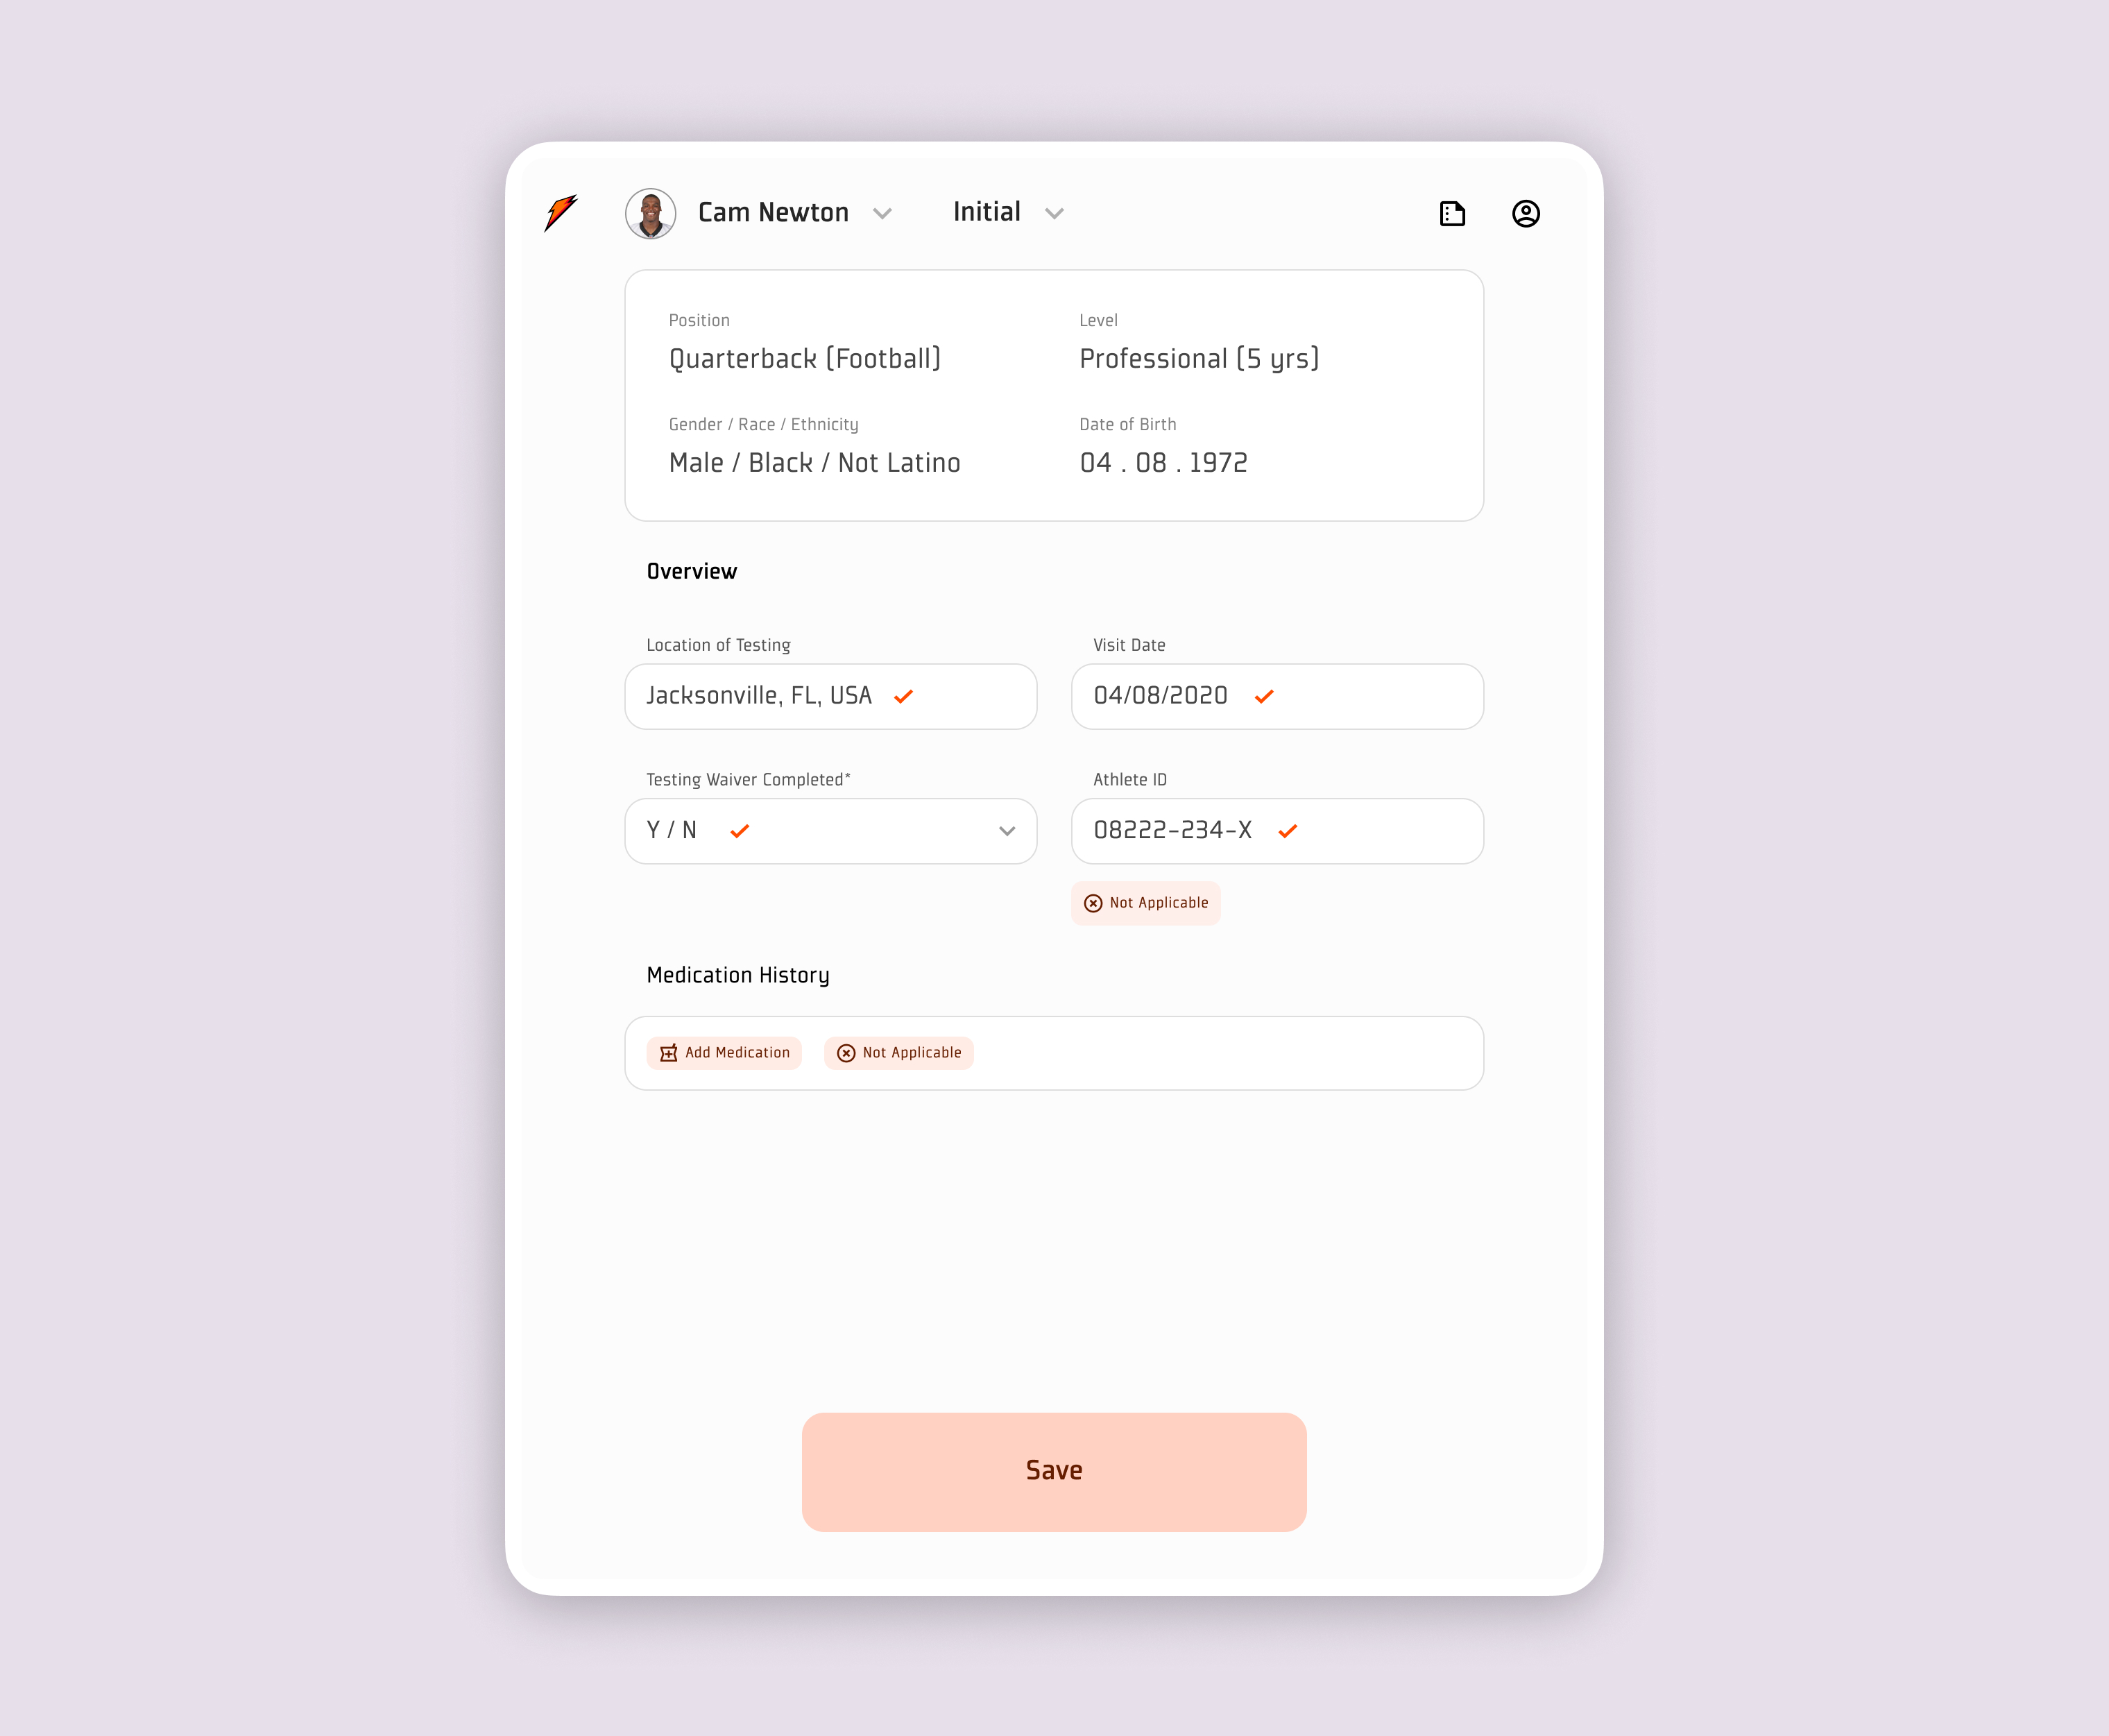 Cam Newton
Initial
Position
Level
Quarterback (Football)
Professional (5 yrs)
Gender / Race / Ethnicity
Date of Birth
Male / Black / Not Latino
04 . 08 . 1972
Overview
Location of Testing
Visit Date
Jacksonville, FL, USA
04/08/2020
Testing Waiver Completed*
Athlete ID
Y / N
08222-234-X
Not Applicable
Medication History
Add Medication
Not Applicable
Save